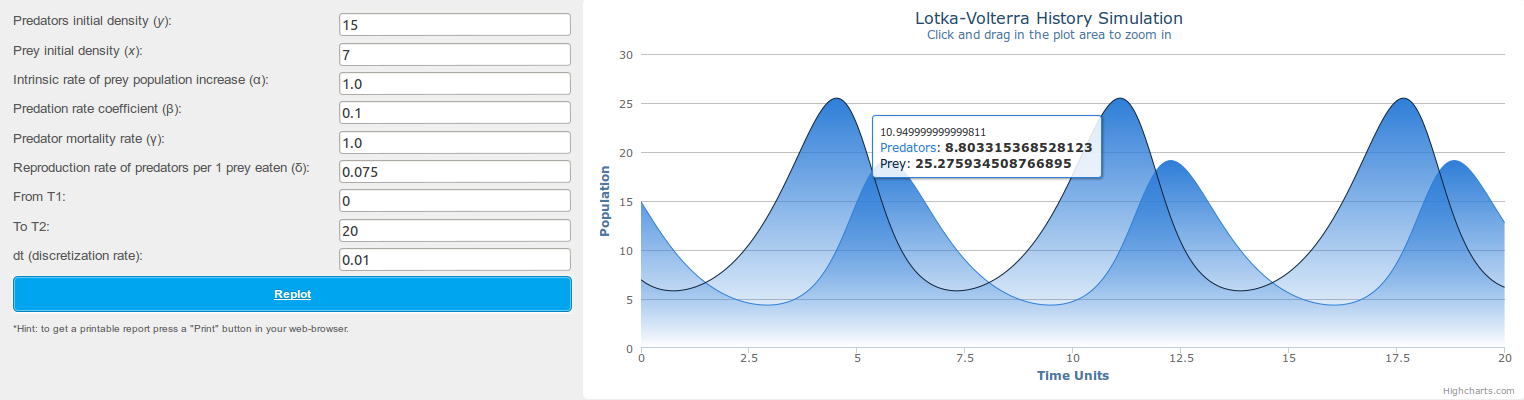 Predators initial density (y):
15
Prey initial density (x):
7
Intrinsic rate of prey population increase (α):
1.0
Predation rate coefficient (β):
0.1
Predator mortality rate (γ):
1.0
Reproduction rate of predators per 1 prey eaten (δ):
0.075
From T1:
0
To T2:
20
dt (discretization rate):
0.01
Replot
*Hint: to get a printable report press a "Print" button in your web-browser.
Lotka-Volterra History Simulation
Click and drag in the plot area to zoom in
Population
30
25
20
15
10
5
0
10.949999999999811
Predators: 8.803315368528123
Prey: 25.275934508766895
0
2.5
5
7.5
10
12.5
15
17.5
20
Time Units
Highcharts.com